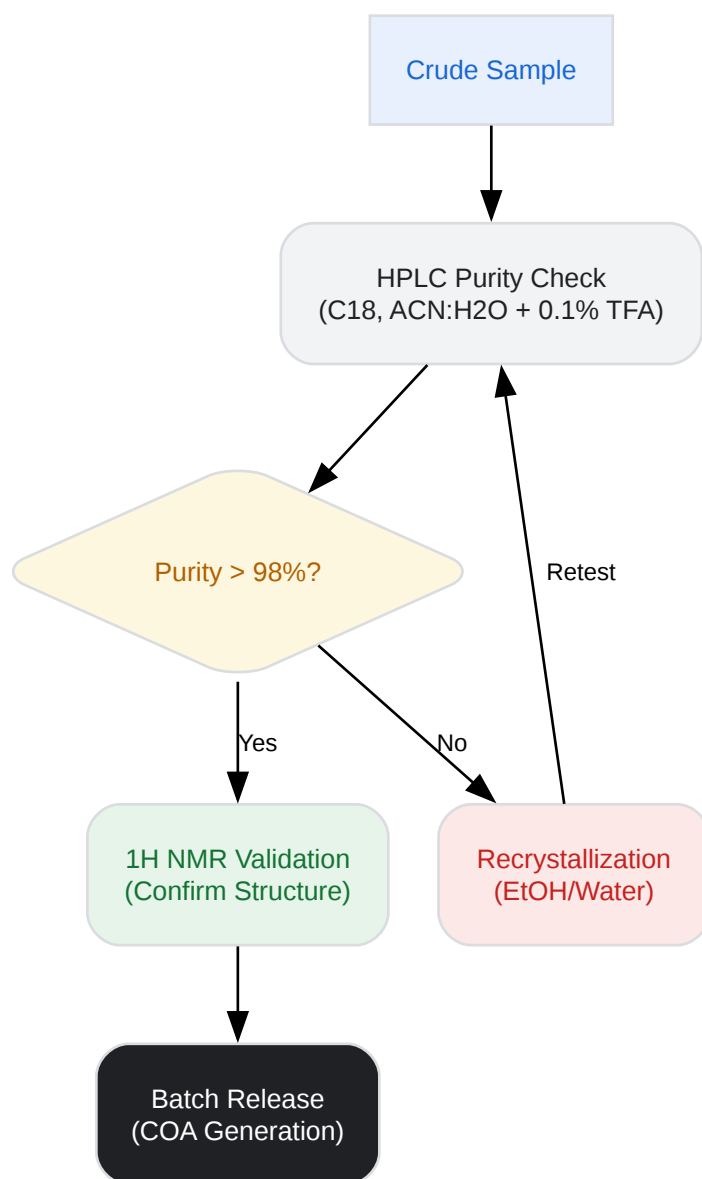 Crude Sample
HPLC Purity Check
(C18, ACN:H2O + 0.1% TFA)
Purity > 98%?
Retest
Yes
No
1H NMR Validation
(Confirm Structure)
Recrystallization
(EtOH/Water)
Batch Release
(COA Generation)